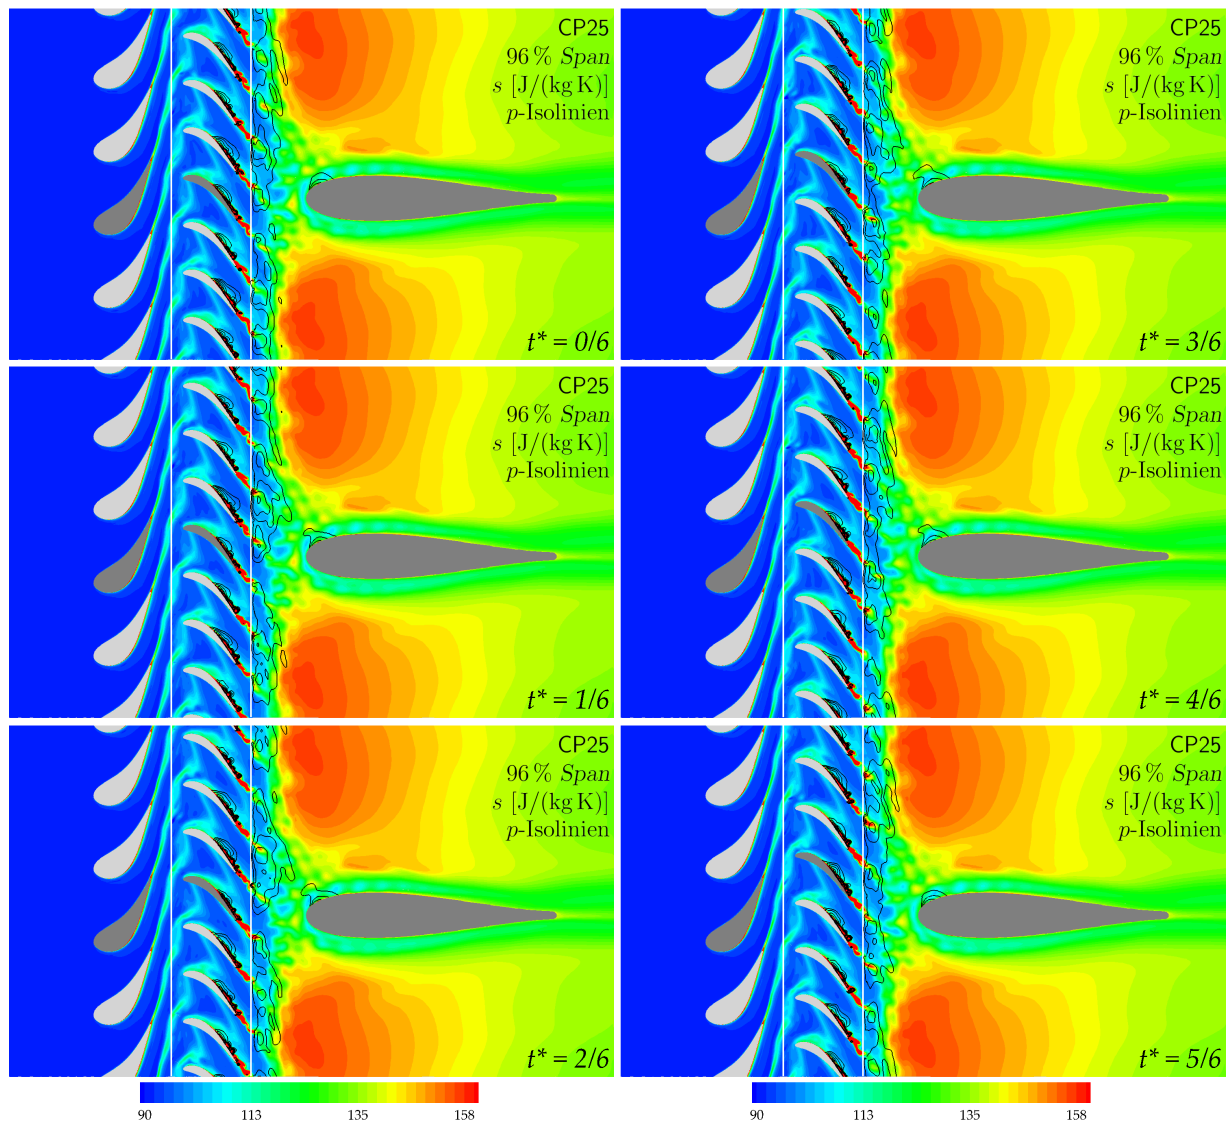 CP25
96 % Span
s [J/(kg K)]
p-Isolinien
t* = 0/6
CP25
96 % Span
s [J/(kg K)]
p-Isolinien
t* = 3/6
CP25
96 % Span
s [J/(kg K)]
p-Isolinien
t* = 1/6
CP25
96 % Span
s [J/(kg K)]
p-Isolinien
t* = 4/6
CP25
96 % Span
s [J/(kg K)]
p-Isolinien
t* = 2/6
CP25
96 % Span
s [J/(kg K)]
p-Isolinien
t* = 5/6
90 113 135 158
90 113 135 158